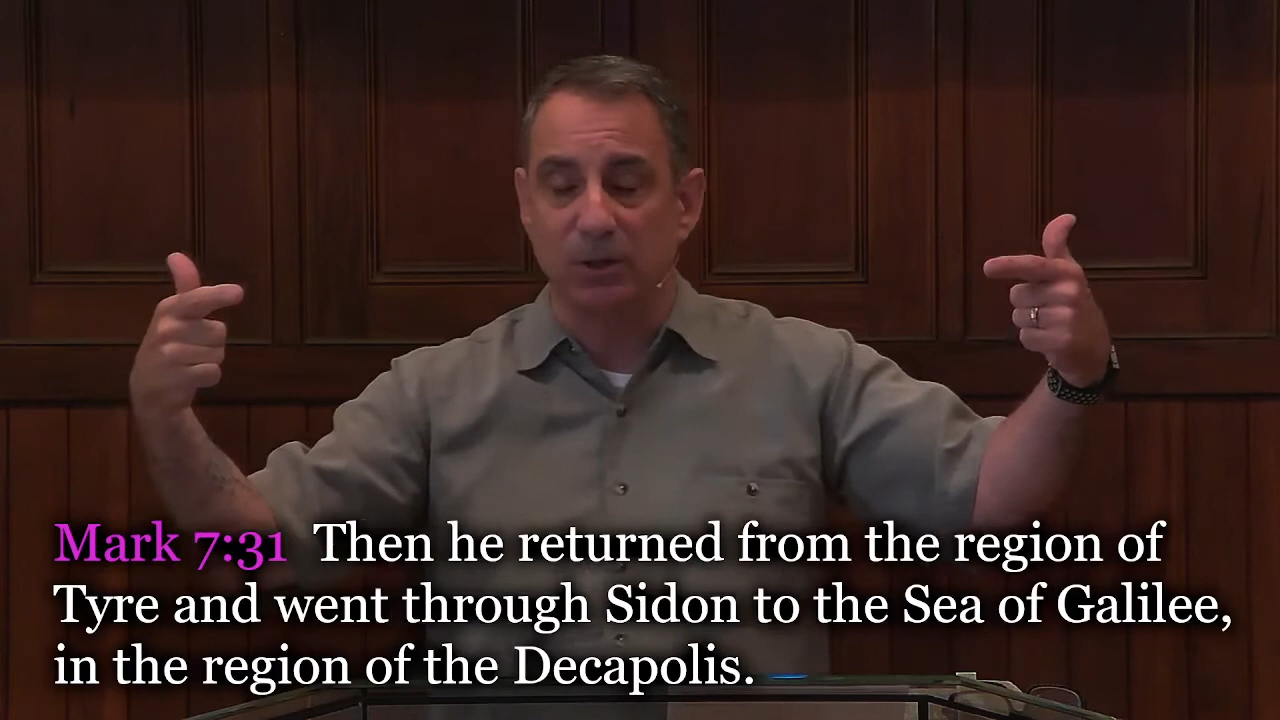 Mark 7:31 Then he returned from the region of
Tyre and went through Sidon to the Sea of Galilee,
in the region of the Decapolis.